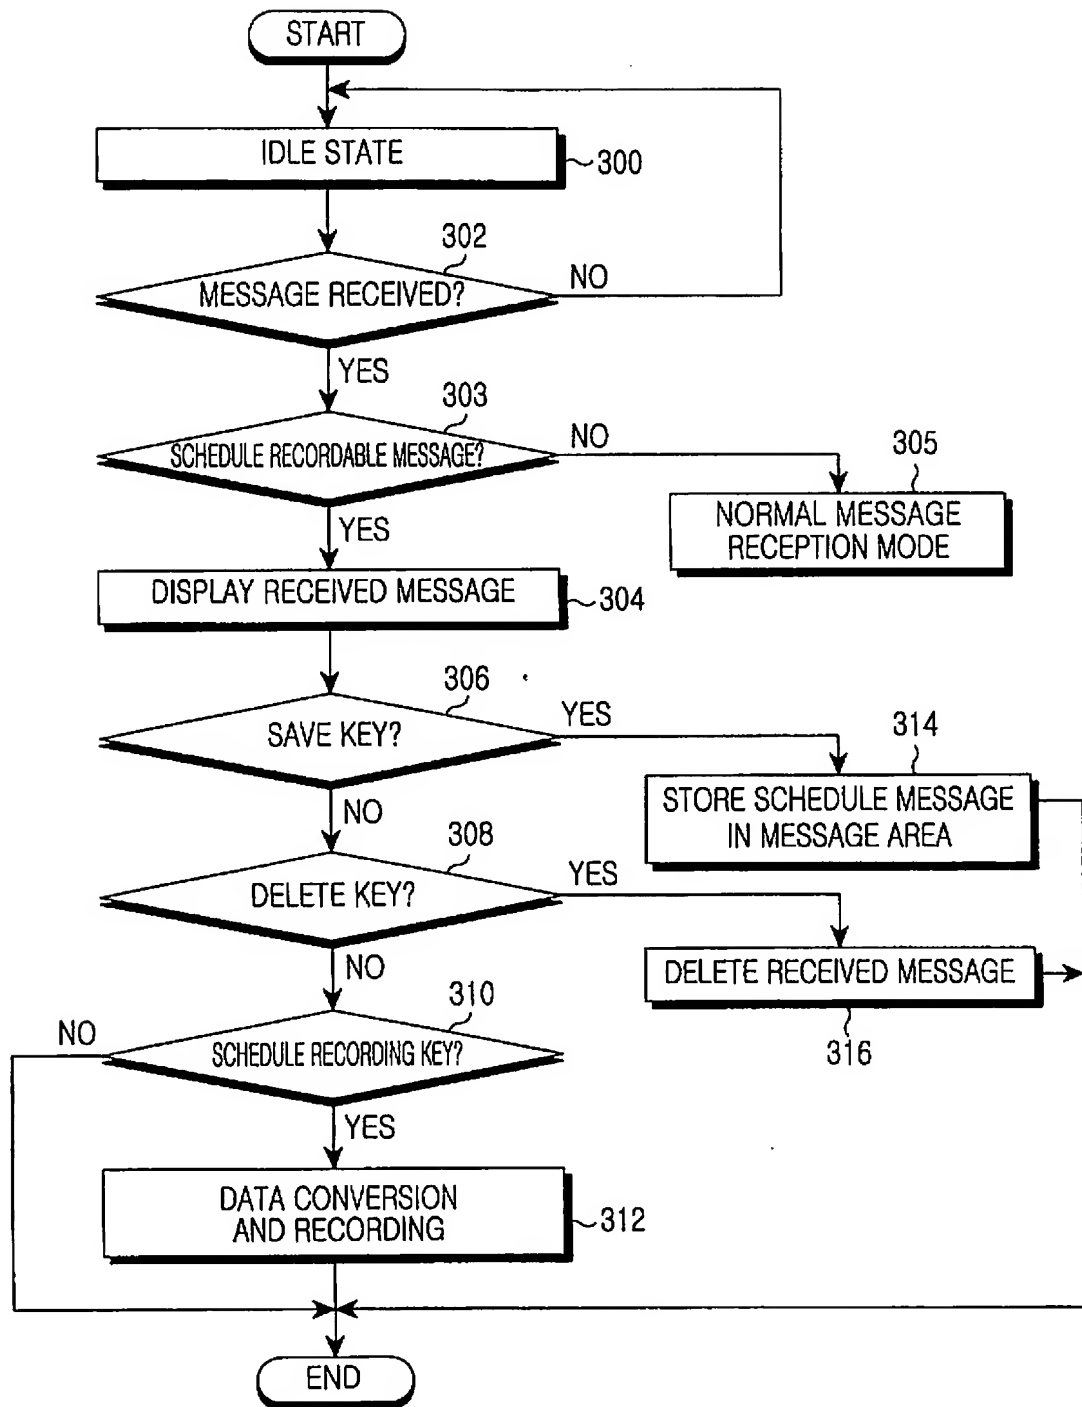 START
IDLE STATE
300
302
MESSAGE RECEIVED?
NO
YES
303
SCHEDULE RECORDABLE MESSAGE?
NO
305
NORMAL MESSAGE
RECEPTION MODE
YES
DISPLAY RECEIVED MESSAGE
304
306
SAVE KEY?
YES
314
STORE SCHEDULE MESSAGE
IN MESSAGE AREA
NO
308
DELETE KEY?
YES
DELETE RECEIVED MESSAGE
316
NO
310
NO
SCHEDULE RECORDING KEY?
YES
DATA CONVERSION
AND RECORDING
312
END